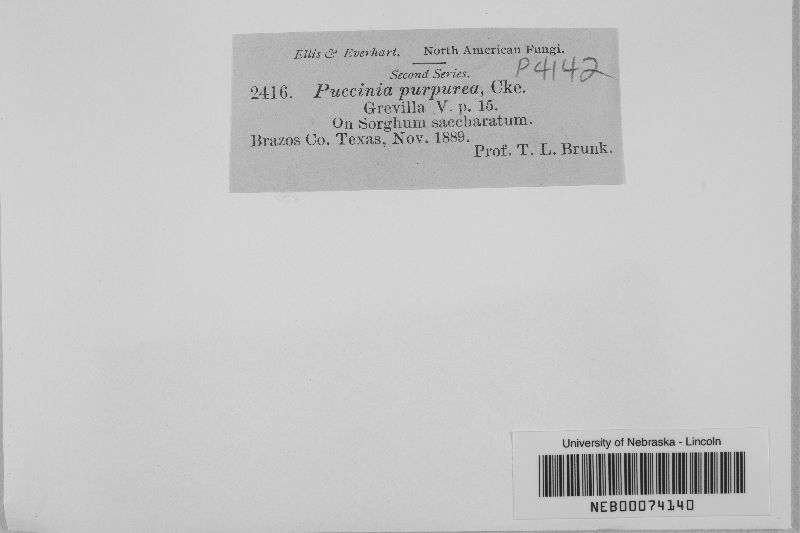 Ellis & Everhart. North American Fungi.
Second Series.
P4142
2416. Puccinia purpurea, Cke.
Grevilla V. p. 15.
On Sorghum saccharatum.
Brazos Co. Texas, Nov. 1889.
Prof. T. L. Brunk.
University of Nebraska - Lincoln
NEB00074140